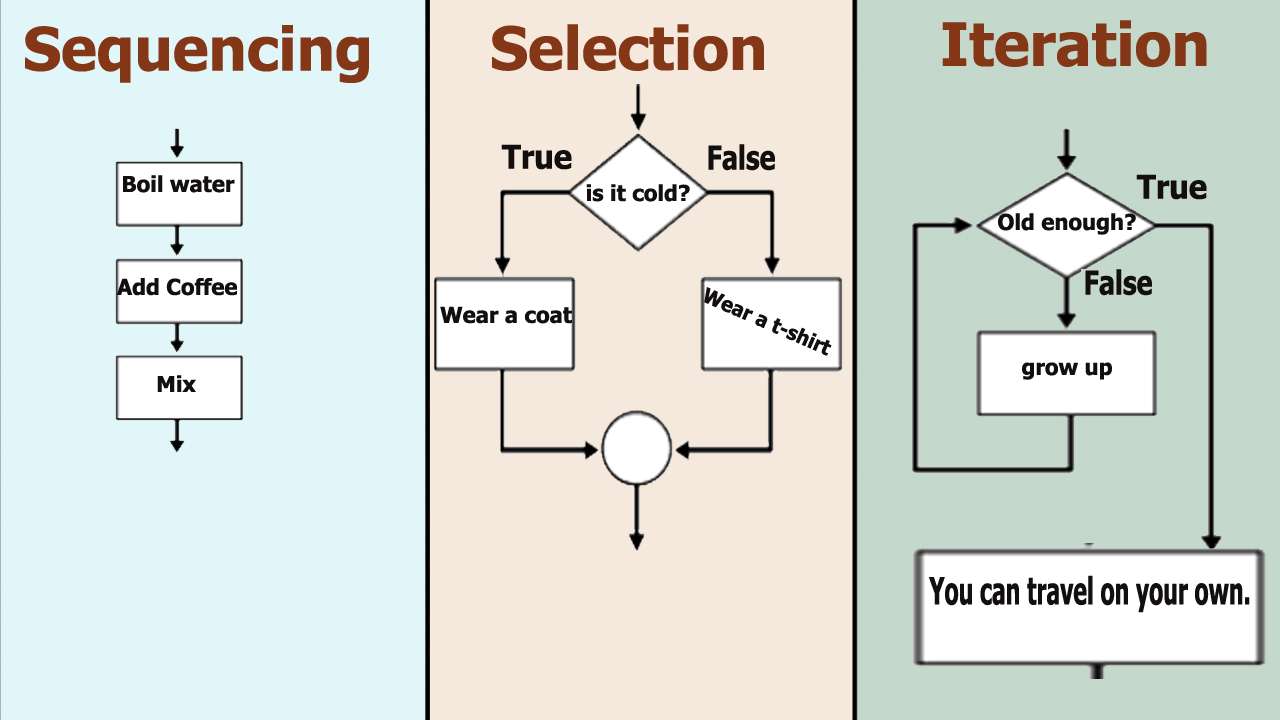 Sequencing
Boil water
Add Coffee
Mix
Selection
True
False
is it cold?
Wear a coat
Wear a t-shirt
Iteration
True
Old enough?
False
grow up
You can travel on your own.